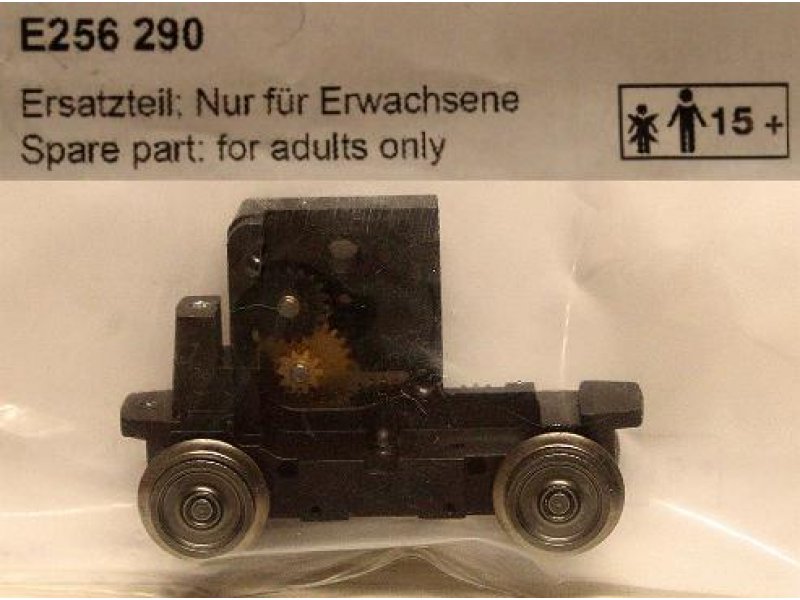 E256 290
Ersatzteil: Nur für Erwachsene
Spare part: for adults only
15 +